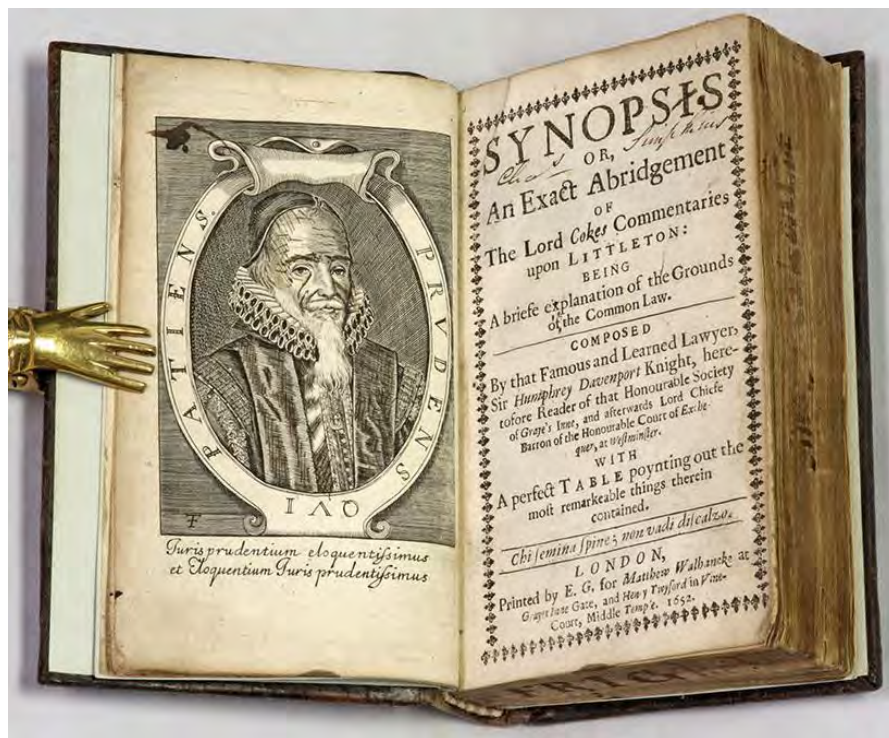 PRVDENS
QVI
PATIENS.
Juris prudentium eloquentiſsimus
et Eloquentium Juris prudentiſsimus
SYNOPSIS
OR,
An Exact Abridgement
OF
The Lord Cokes Commentaries
upon LITTLETON:
BEING
A briefe explanation of the Grounds
of the Common Law.
COMPOSED
By that Famous and Learned Lawyer,
Sir Humphrey Davenport Knight, here-
tofore Reader of that Honourable Society
of Graye's Inne, and afterwards Lord Chiefe
Barron of the Honourable Court of Exche-
quer, at Weſtminſter.
WITH
A perfect TABLE poynting out the
moſt remarkeable things therein
contained.
Chi ſemina ſpine, non vadi diſcalzo.
LONDON,
Printed by E. G. for Matthew Walbancke at
Grayes Inne Gate, and Henry Twyford in Vine-
Court, Middle Temple. 1652.